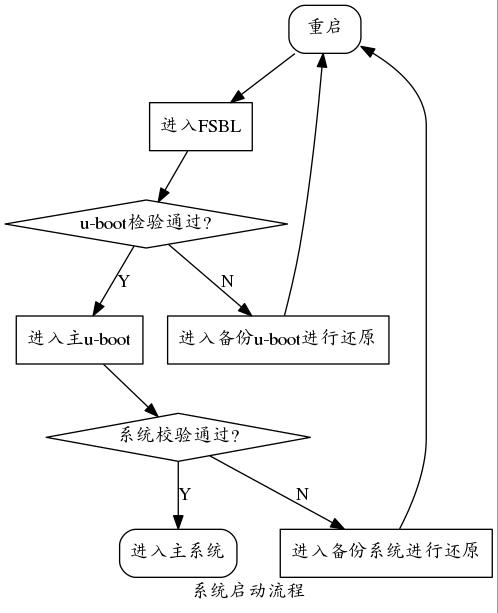 重启
进入FSBL
u-boot检验通过?
Y
N
进入主u-boot
进入备份u-boot进行还原
系统校验通过?
Y
N
进入主系统
进入备份系统进行还原
系统启动流程